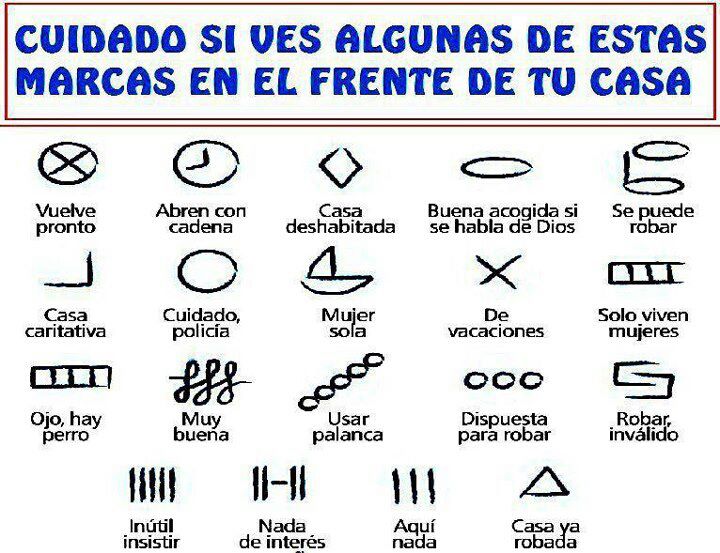 CUIDADO SI VES ALGUNAS DE ESTAS
MARCAS EN EL FRENTE DE TU CASA
Vuelve
pronto
Abren con
cadena
Casa
deshabitada
Buena acogida si
se habla de Dios
Se puede
robar
Casa
caritativa
Cuidado,
policía
Mujer
sola
De
vacaciones
Solo viven
mujeres
Ojo, hay
perro
Muy
buena
Usar
palanca
Dispuesta
para robar
Robar,
inválido
Inútil
insistir
Nada
de interés
Aquí
nada
Casa ya
robada